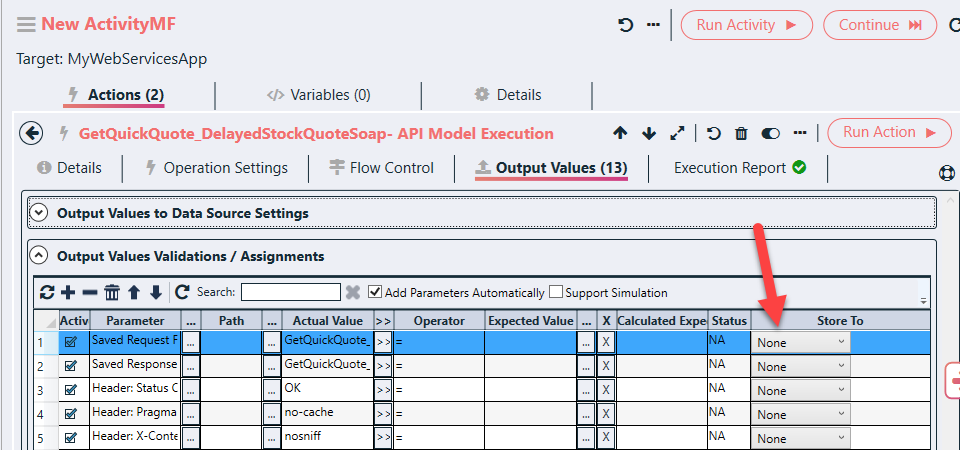 New ActivityMF
Run Activity
Continue
Target: MyWebServicesApp
Actions (2)
Variables (0)
Details
GetQuickQuote_DelayedStockQuoteSoap- API Model Execution
Run Action
Details
Operation Settings
Flow Control
Output Values (13)
Execution Report
Output Values to Data Source Settings
Output Values Validations / Assignments
Search:
Add Parameters Automatically
Support Simulation
Activ Parameter ... Path ... Actual Value >> Operator Expected Value ... X Calculated Expe Status Store To
1 Saved Request F ... ... GetQuickQuote_ >> = ... X NA None
2 Saved Response ... ... GetQuickQuote_ >> = ... X NA None
3 Header: Status C ... ... OK >> = ... X NA None
4 Header: Pragma ... ... no-cache >> = ... X NA None
5 Header: X-Conte ... ... nosniff >> = ... X NA None